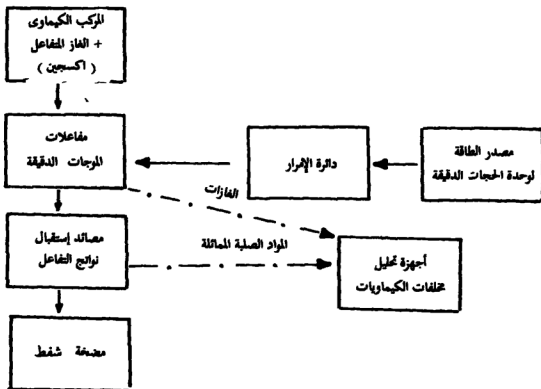 المركب الكيماوى
+ الغاز المتفاعل
( اكسجين )
مفاعلات
الموجات الدقيقة
دائرة الإمرار
مصدر الطاقة
لوحدة الحجات الدقيقة
الغازات
مصائد إستقبال
نواتج التفاعل
المواد الصلبة المماثلة
أجهزة تحليل
مخلفات الكيماويات
مضخة شفط